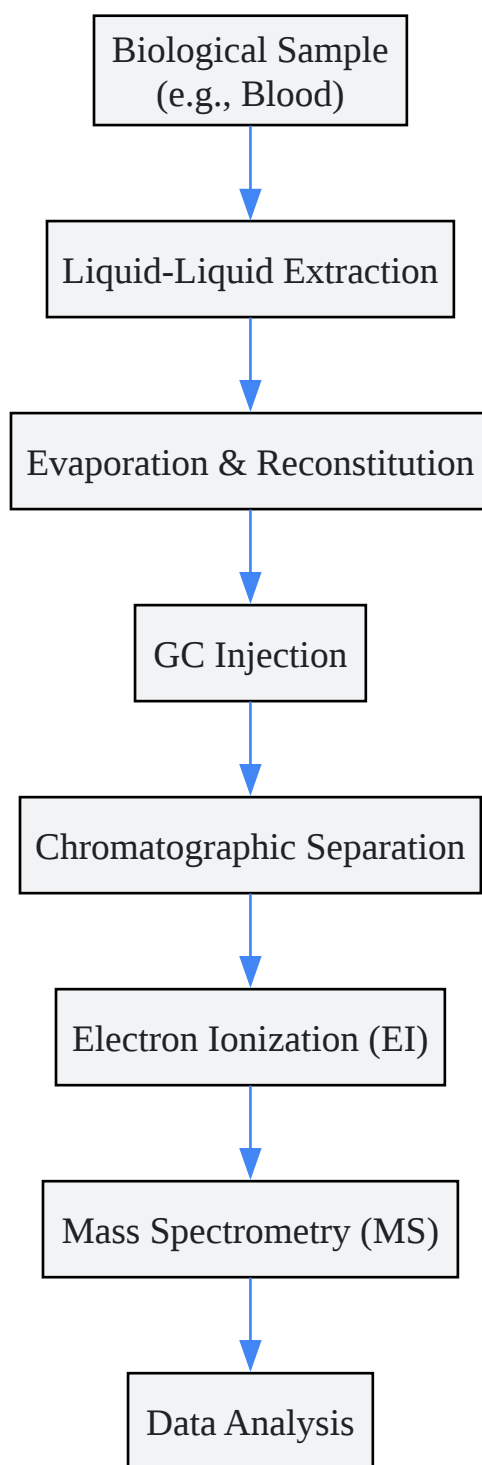 Biological Sample
(e.g., Blood)
Liquid-Liquid Extraction
Evaporation & Reconstitution
GC Injection
Chromatographic Separation
Electron Ionization (EI)
Mass Spectrometry (MS)
Data Analysis